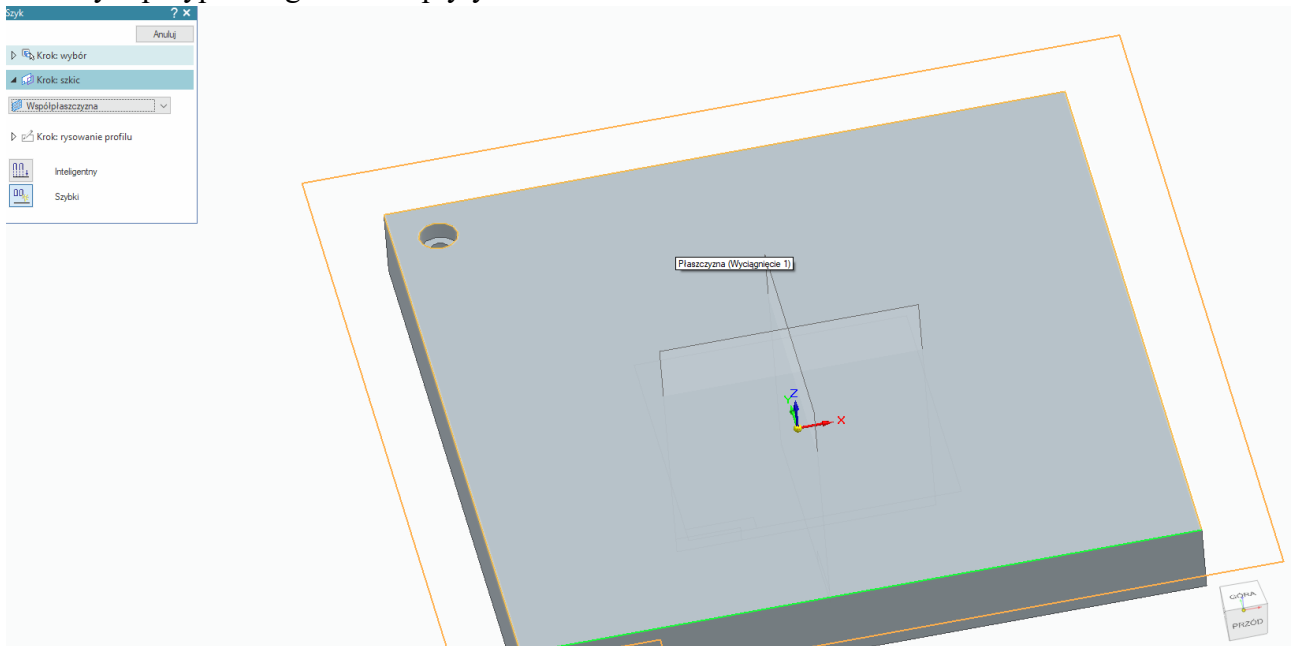 Szyk ? ×
Anuluj
Krok: wybór
Krok: szkic
Współpłaszczyzna
Krok: rysowanie profilu
Inteligentny
Szybki
Płaszczyzna (Wyciągnięcie 1)
Z
Y
X
GÓRA
PRZÓD